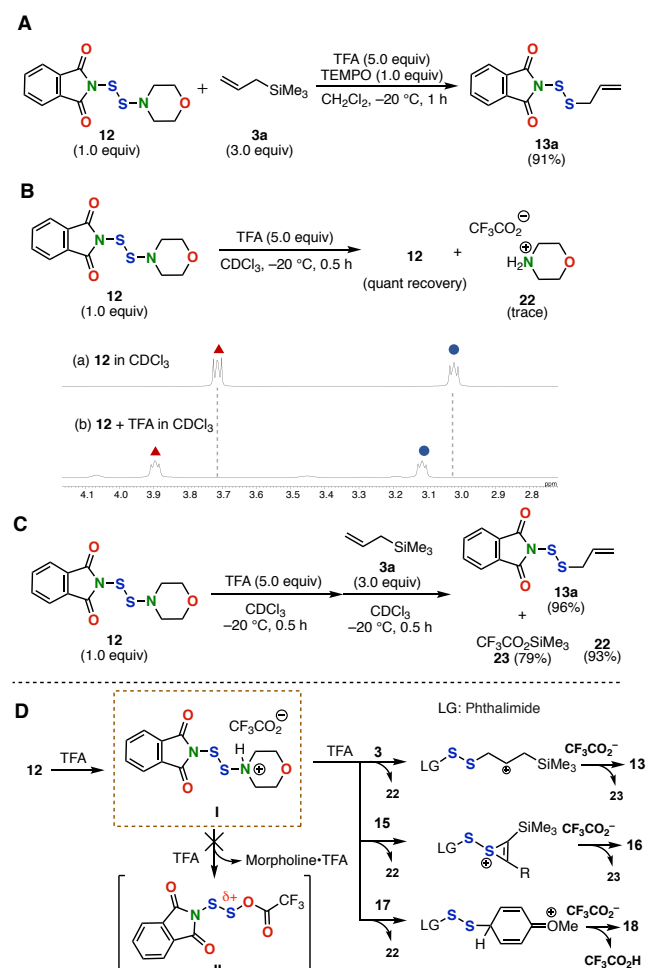 A
O
N S S N O
O
12
(1.0 equiv)
+
SiMe3
3a
(3.0 equiv)
TFA (5.0 equiv)
TEMPO (1.0 equiv)
CH2Cl2, –20 °C, 1 h
O
N S S
O
13a
(91%)
B
O
N S S N O
O
12
(1.0 equiv)
TFA (5.0 equiv)
CDCl3, –20 °C, 0.5 h
12
(quant recovery)
+
CF3CO2 ⊖
⊕
H2N O
22
(trace)
(a) 12 in CDCl3
(b) 12 + TFA in CDCl3
ppm
4.1 4.0 3.9 3.8 3.7 3.6 3.5 3.4 3.3 3.2 3.1 3.0 2.9 2.8
C
O
N S S N O
O
12
(1.0 equiv)
TFA (5.0 equiv)
CDCl3
–20 °C, 0.5 h
SiMe3
3a
(3.0 equiv)
CDCl3
–20 °C, 0.5 h
O
N S S
O
13a
(96%)
+
CF3CO2SiMe3
23 (79%)
22
(93%)
D
LG: Phthalimide
12
TFA
CF3CO2 ⊖
O
N S S H N ⊕ O
O
I
TFA
Morpholine•TFA
O
N S δ+ S O CF3
O
O
II
TFA
3
22
LG S S ⊕ SiMe3
CF3CO2–
13
23
15
22
LG S S ⊕ SiMe3
R
CF3CO2–
16
23
17
22
LG S S H ⊕ OMe
CF3CO2–
18
CF3CO2H